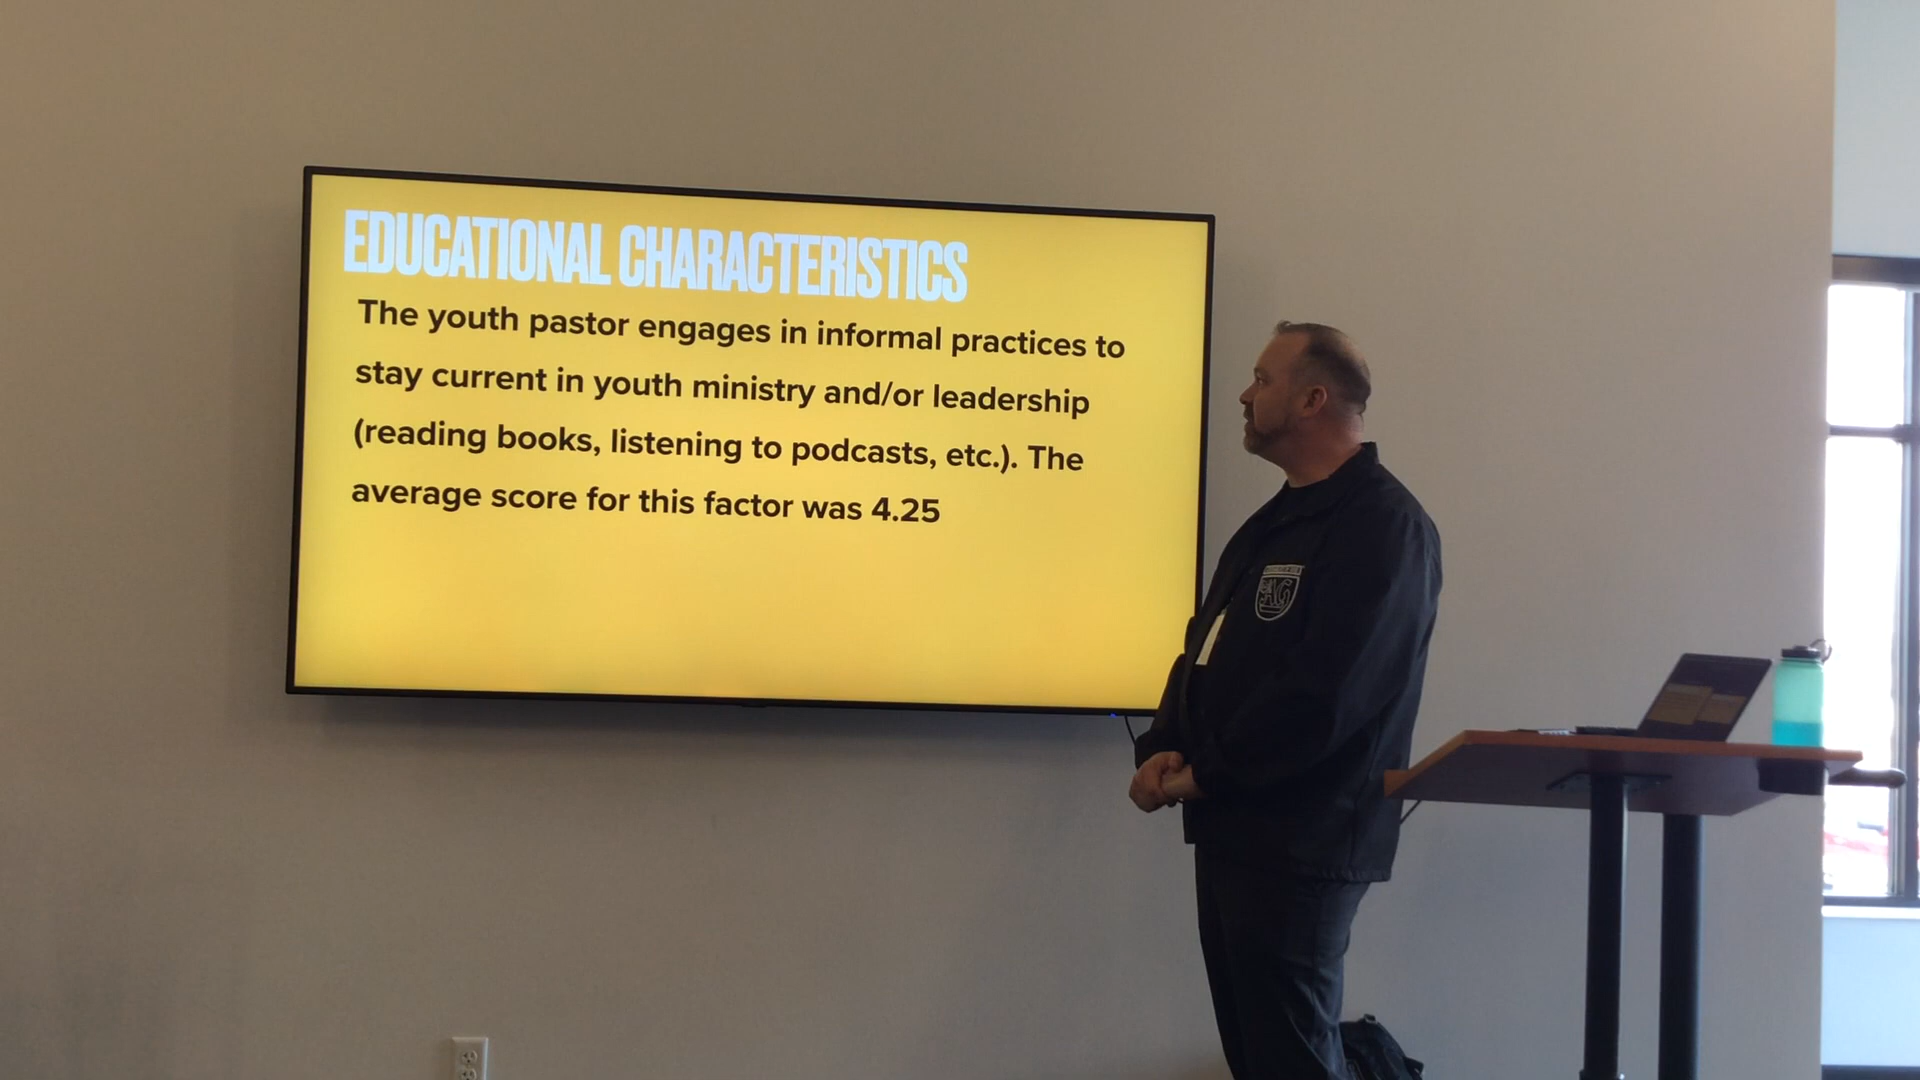 EDUCATIONAL CHARACTERISTICS
The youth pastor engages in informal practices to
stay current in youth ministry and/or leadership
(reading books, listening to podcasts, etc.). The
average score for this factor was 4.25